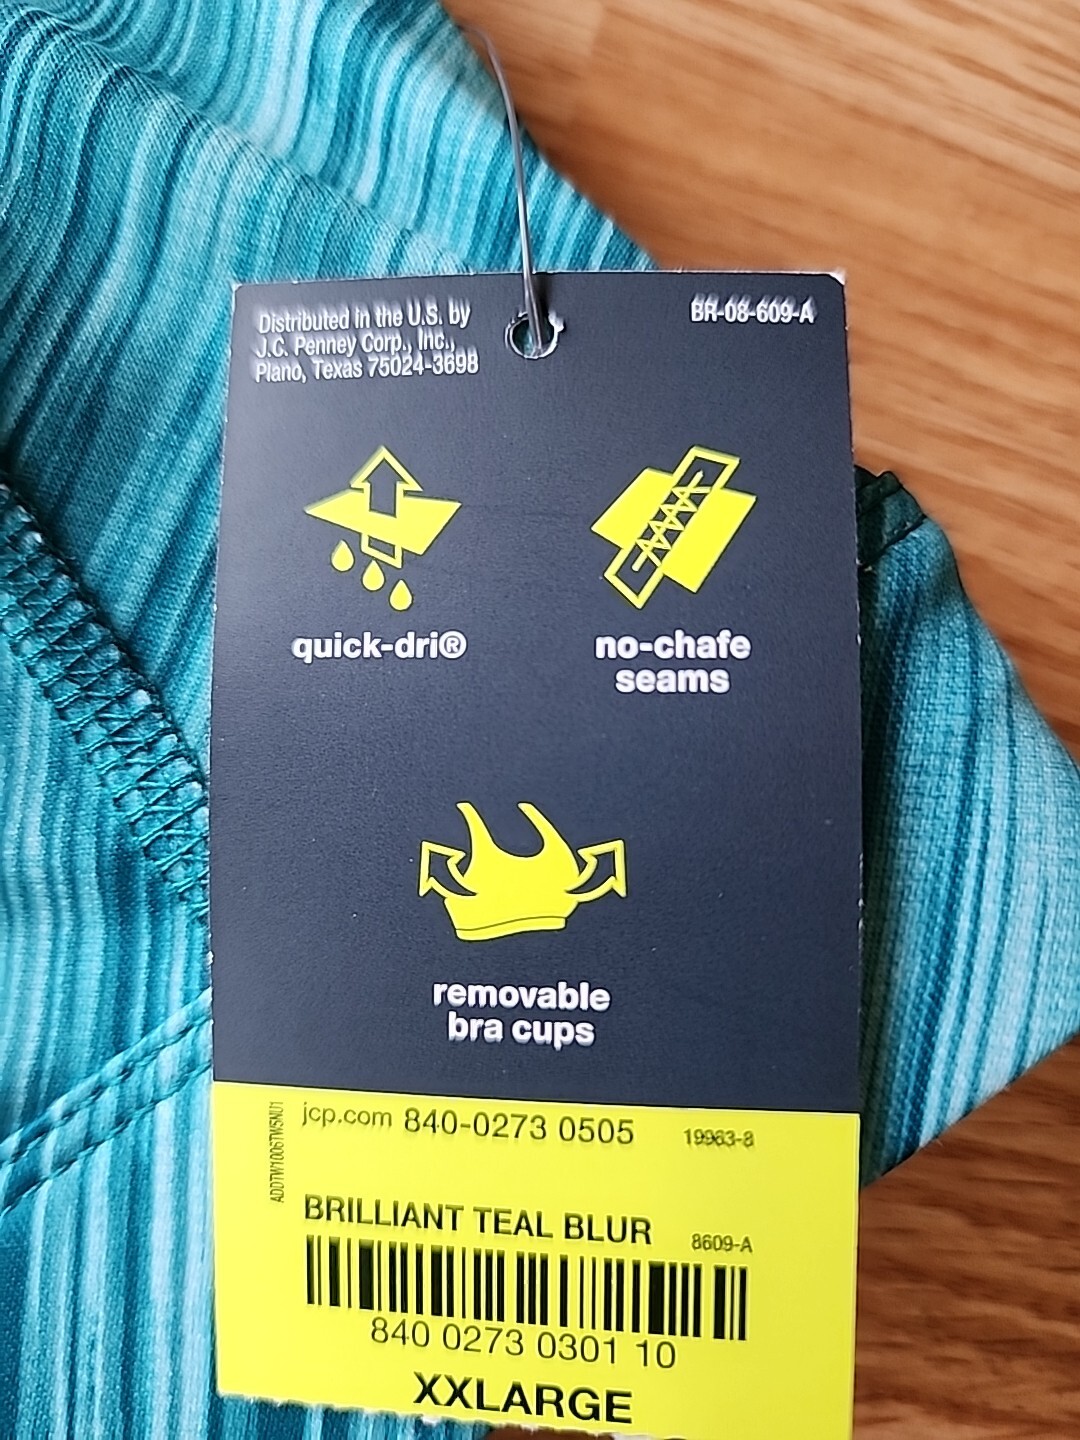 Distributed in the U.S. by
J.C. Penney Corp., Inc.,
Plano, Texas 75024-3698
BR-08-609-A
quick-dri®
no-chafe
seams
removable
bra cups
jcp.com 840-0273 0505
19963-8
BRILLIANT TEAL BLUR
8609-A
840 0273 0301 10
XXLARGE